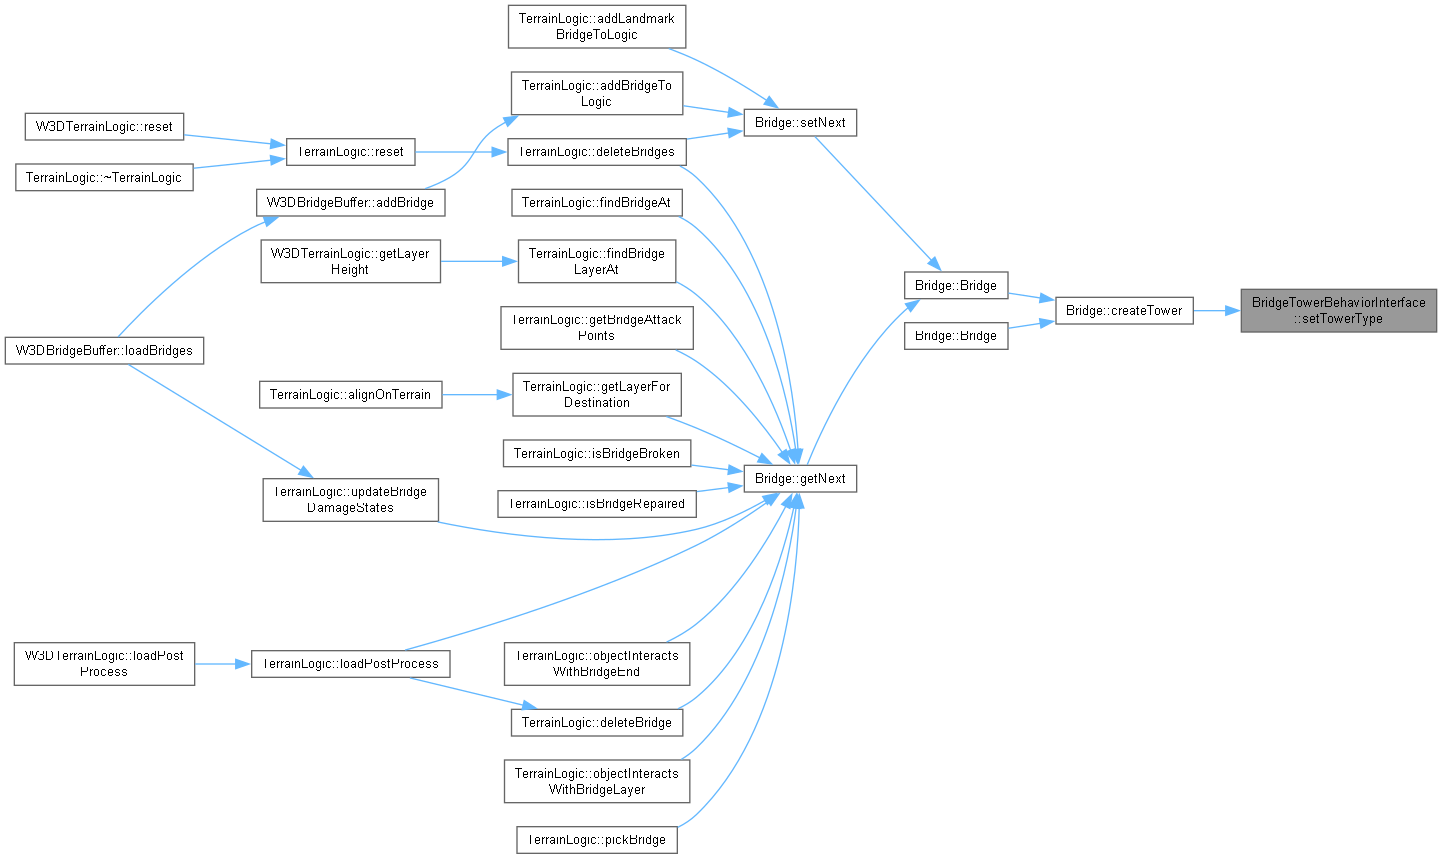 TerrainLogic::addLandmark
BridgeToLogic
TerrainLogic::addBridgeTo
Logic
W3DTerrainLogic::reset
Bridge::setNext
TerrainLogic::reset
TerrainLogic::deleteBridges
TerrainLogic::~TerrainLogic
W3DBridgeBuffer::addBridge
TerrainLogic::findBridgeAt
W3DTerrainLogic::getLayer
Height
TerrainLogic::findBridge
LayerAt
Bridge::Bridge
Bridge::createTower
BridgeTowerBehaviorInterface
::setTowerType
TerrainLogic::getBridgeAttack
Points
Bridge::Bridge
W3DBridgeBuffer::loadBridges
TerrainLogic::alignOnTerrain
TerrainLogic::getLayerFor
Destination
TerrainLogic::isBridgeBroken
Bridge::getNext
TerrainLogic::updateBridge
DamageStates
TerrainLogic::isBridgeRepaired
W3DTerrainLogic::loadPost
Process
TerrainLogic::loadPostProcess
TerrainLogic::objectInteracts
WithBridgeEnd
TerrainLogic::deleteBridge
TerrainLogic::objectInteracts
WithBridgeLayer
TerrainLogic::pickBridge